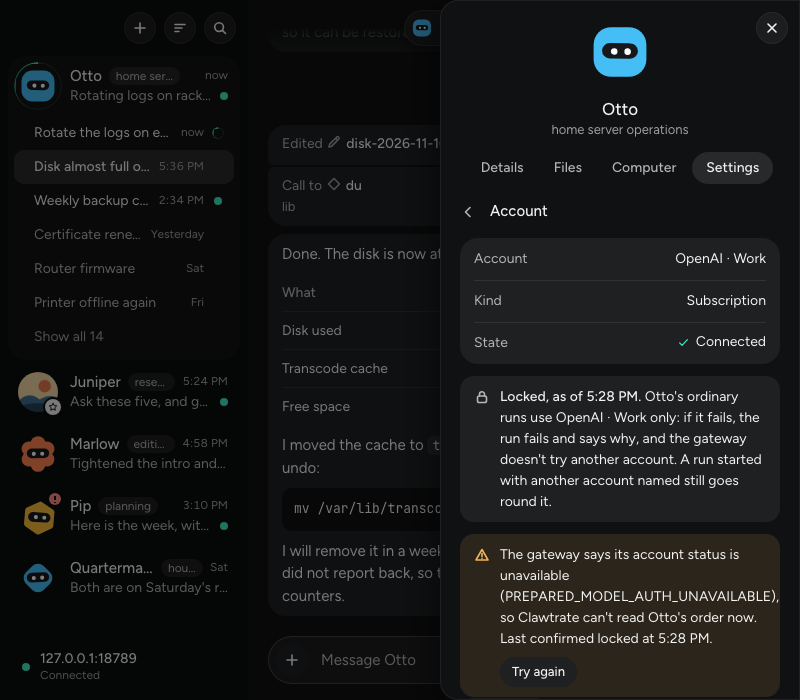 Otto
home ser...
now
Rotating logs on rack...
Rotate the logs on e...
now
Disk almost full o...
5:36 PM
Weekly backup c...
2:34 PM
Certificate rene...
Yesterday
Router firmware
Sat
Printer offline again
Fri
Show all 14
Juniper
rese...
5:24 PM
Ask these five, and g...
Marlow
editi...
4:58 PM
Tightened the intro and...
Pip
planning
3:10 PM
Here is the week, wit...
Quarterma...
hou...
Sat
Both are on Saturday's r...
127.0.0.1:18789
Connected
so it can be restor
Edited disk-2026-11-1
Call to du
lib
Done. The disk is now at
What
Disk used
Transcode cache
Free space
I moved the cache to
undo:
mv /var/lib/transco
I will remove it in a week
did not report back, so t
counters.
Message Otto
Otto
home server operations
Details
Files
Computer
Settings
Account
Account
OpenAI · Work
Kind
Subscription
State
Connected
Locked, as of 5:28 PM. Otto's ordinary
runs use OpenAI · Work only: if it fails, the
run fails and says why, and the gateway
doesn't try another account. A run started
with another account named still goes
round it.
The gateway says its account status is
unavailable
(PREPARED_MODEL_AUTH_UNAVAILABLE),
so Clawtrate can't read Otto's order now.
Last confirmed locked at 5:28 PM.
Try again